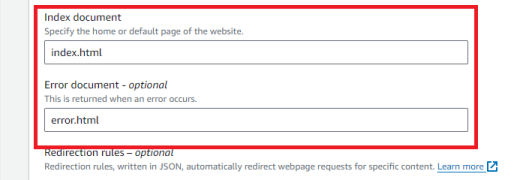 Index document
Specify the home or default page of the website.
index.html
Error document - optional
This is returned when an error occurs.
error.html
Redirection rules – optional
Redirection rules, written in JSON, automatically redirect webpage requests for specific content. Learn more